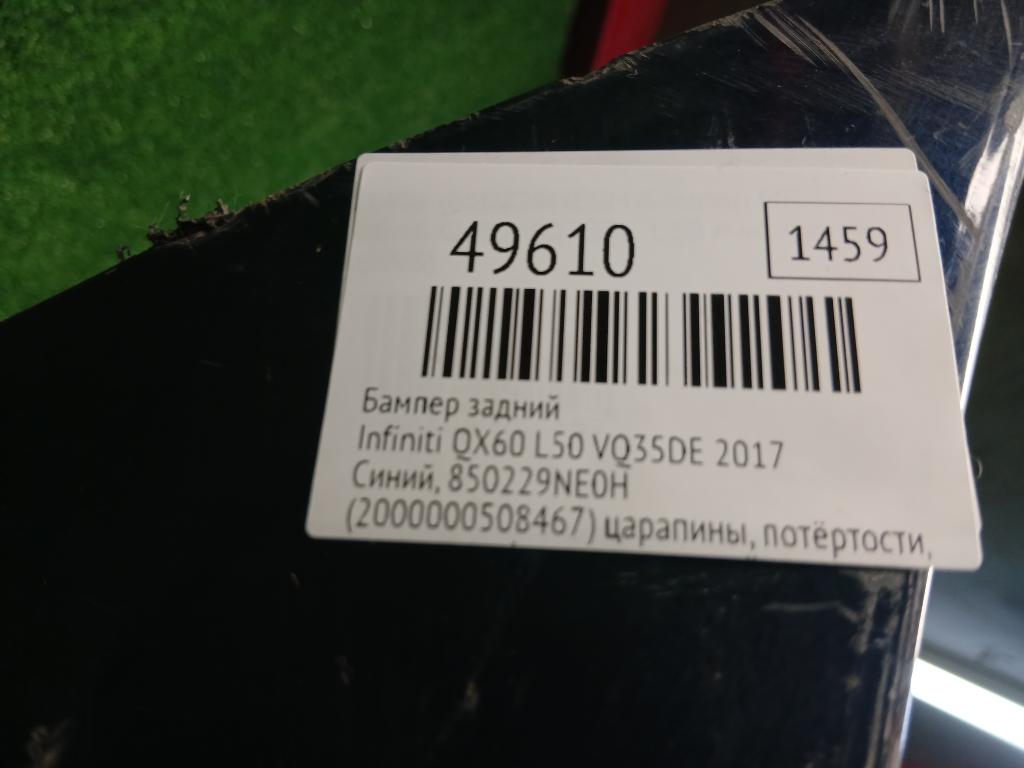 49610
1459
Бампер задний
Infiniti QX60 L50 VQ35DE 2017
Синий, 850229NE0H
(2000000508467) царапины, потёртости,